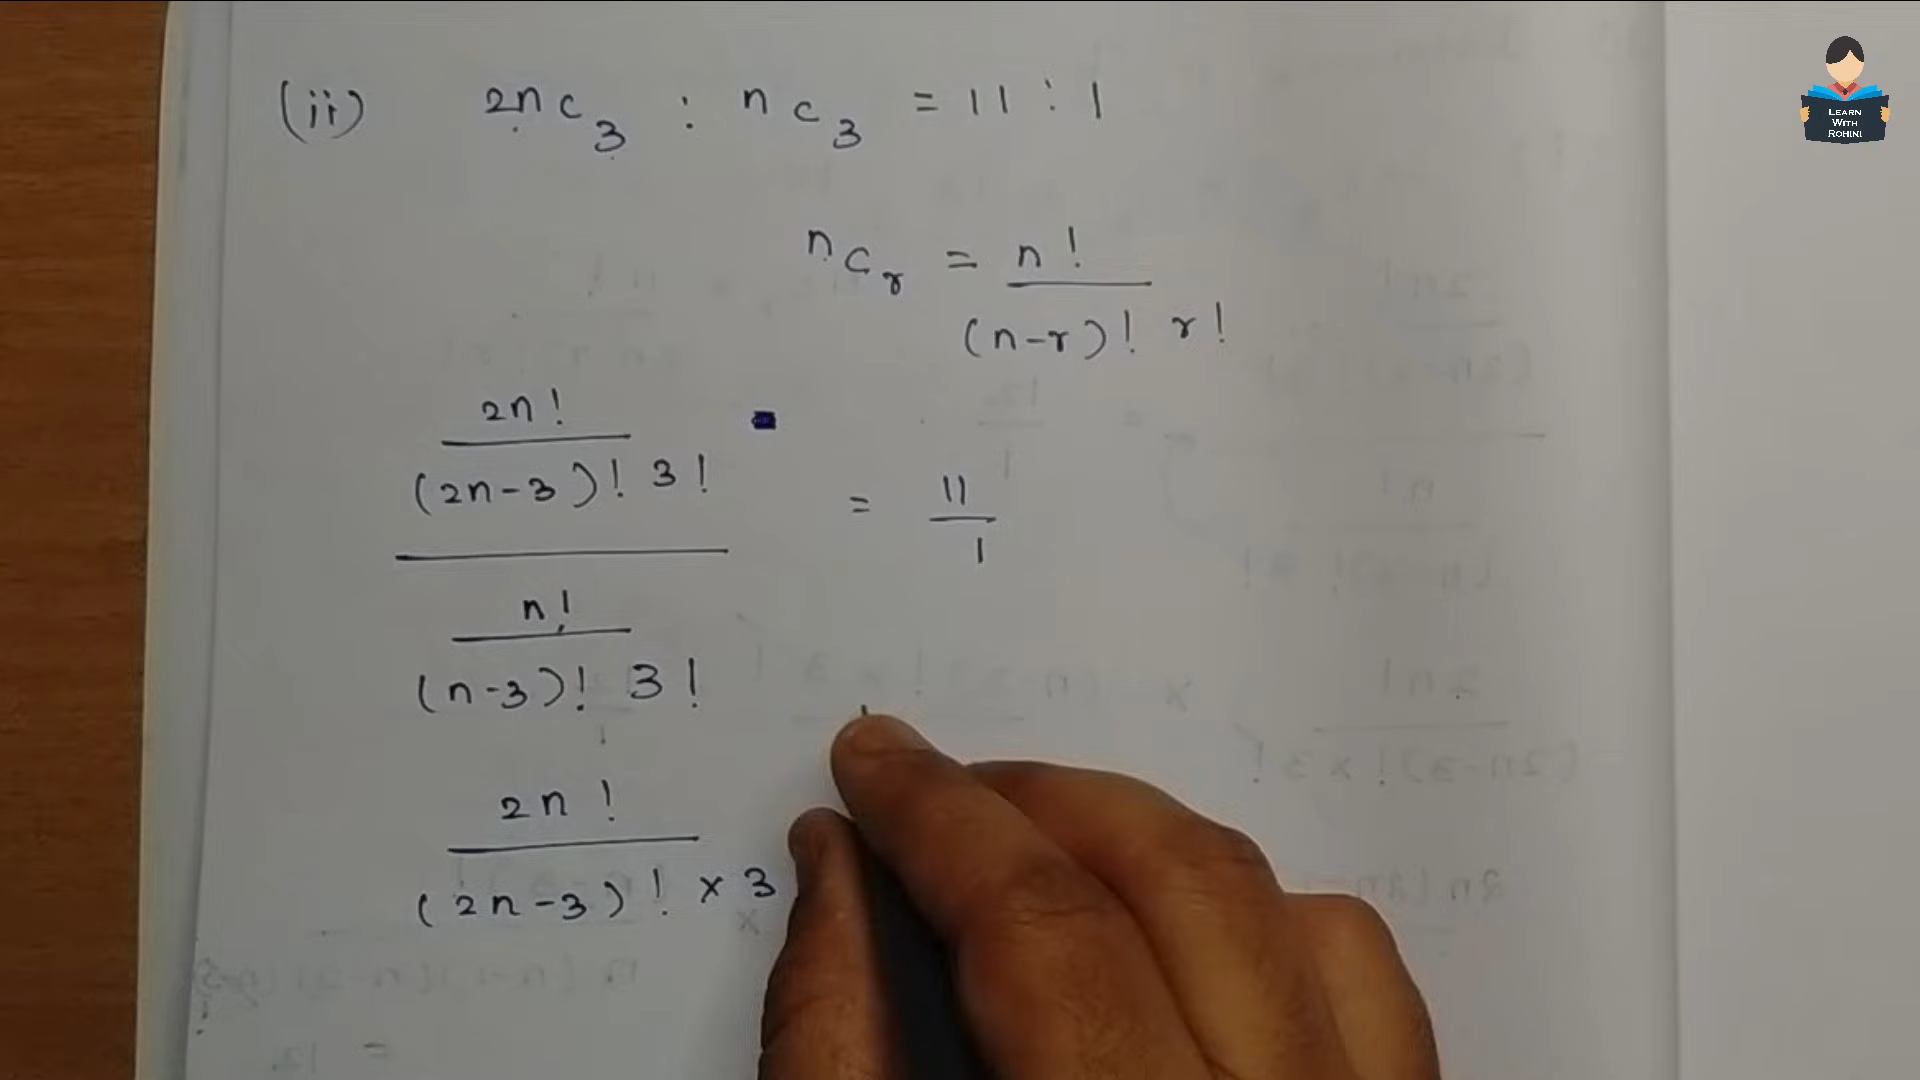 (ii) 2nC3 : nC3 = 11 : 1
nCr = n!
(n-r)! r!
2n!
(2n-3)! 3!
= 11
1
n!
(n-3)! 3!
2n!
(2n-3)! × 3
LEARN
WITH
ROHINI